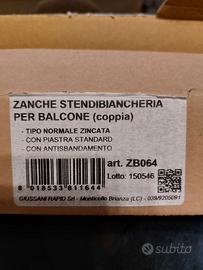 ZANCHE STENDIBIANCHERIA
PER BALCONE (coppia)
- TIPO NORMALE ZINCATA
- CON PIASTRA STANDARD
- CON ANTISBANDAMENTO
art. ZB064
Lotto: 150546
8 018533 811644
GIUSSANI RAPID Srl - Monticello Brianza (LC) - 039/9205091
subito